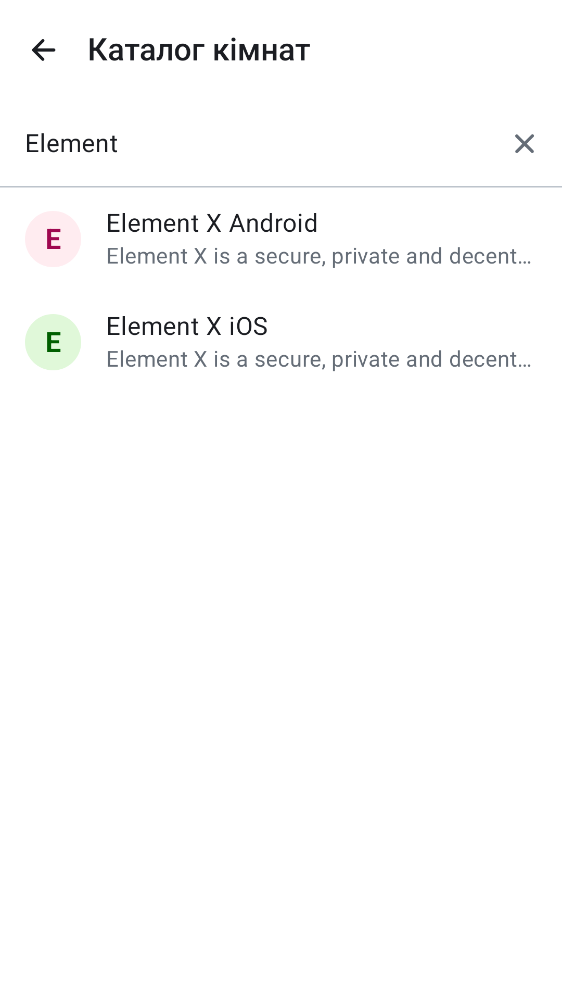 Каталог кімнат
Element
E
Element X Android
Element X is a secure, private and decent…
E
Element X iOS
Element X is a secure, private and decent…